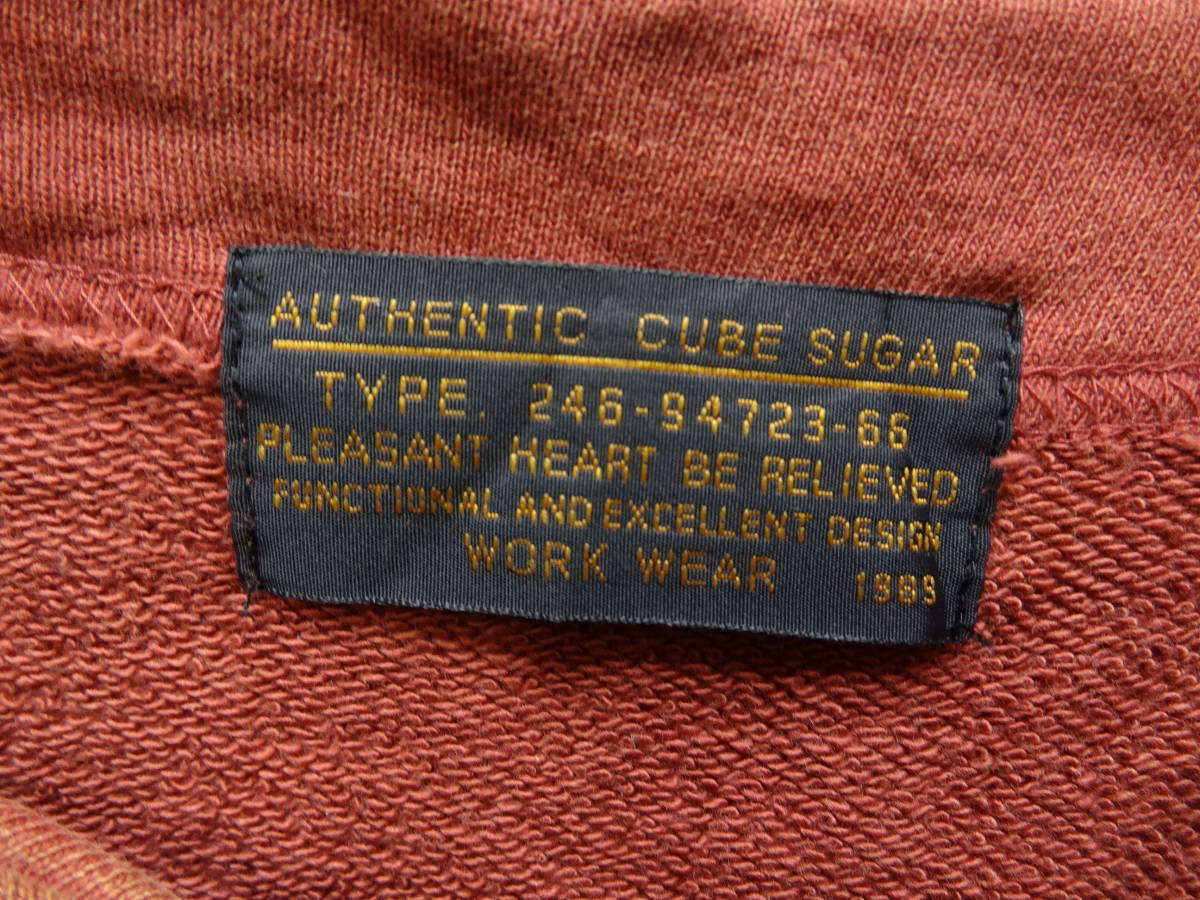 AUTHENTIC CUBE SUGAR
TYPE. 246-94723-66
PLEASANT HEART BE RELIEVED
FUNCTIONAL AND EXCELLENT DESIGN
WORK WEAR 1989